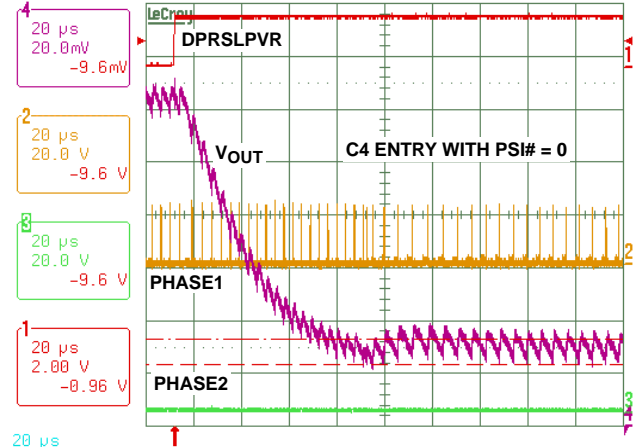 4
20 µs
20.0mV
-9.6mV
2
20 µs
20.0 V
-9.6 V
3
20 µs
20.0 V
-9.6 V
1
20 µs
2.00 V
-0.96 V
20 µs
LeCroy
DPRSLPVR
1
VOUT
C4 ENTRY WITH PSI# = 0
2
PHASE1
PHASE2
3
4